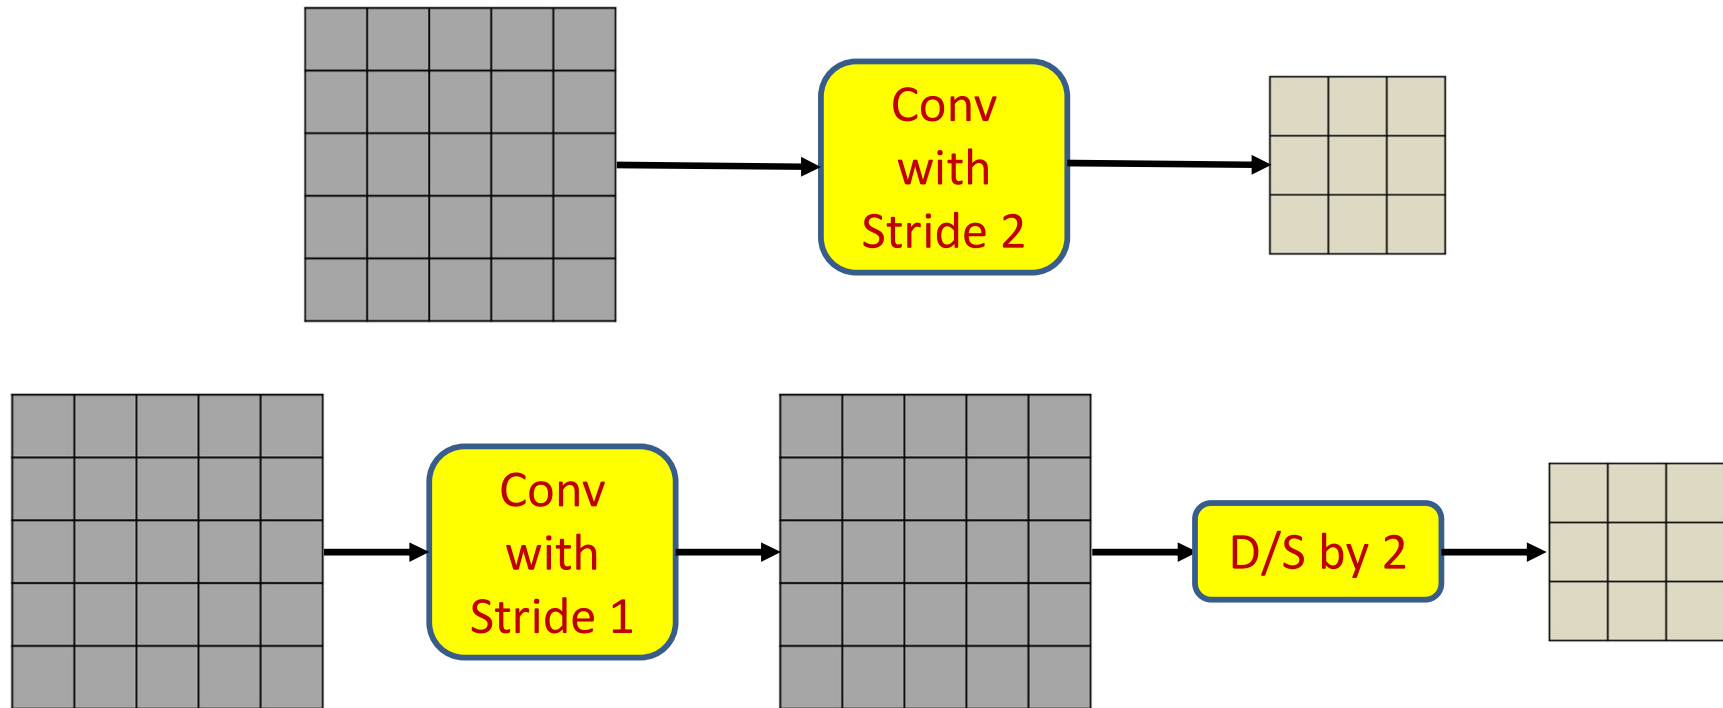 Conv
with
Stride 2
Conv
with
Stride 1
D/S by 2